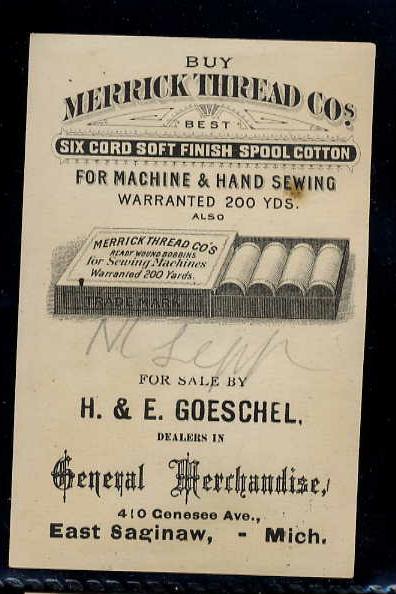 BUY
MERRICK THREAD CO'S
BEST
SIX CORD SOFT FINISH SPOOL COTTON
FOR MACHINE & HAND SEWING
WARRANTED 200 YDS.
ALSO
MERRICK THREAD CO'S
READY WOUND BOBBINS
for Sewing Machines
Warranted 200 Yards.
TRADE MARK
FOR SALE BY
H. & E. GOESCHEL,
DEALERS IN
General Merchandise,
410 Genesee Ave.,
East Saginaw, - Mich.